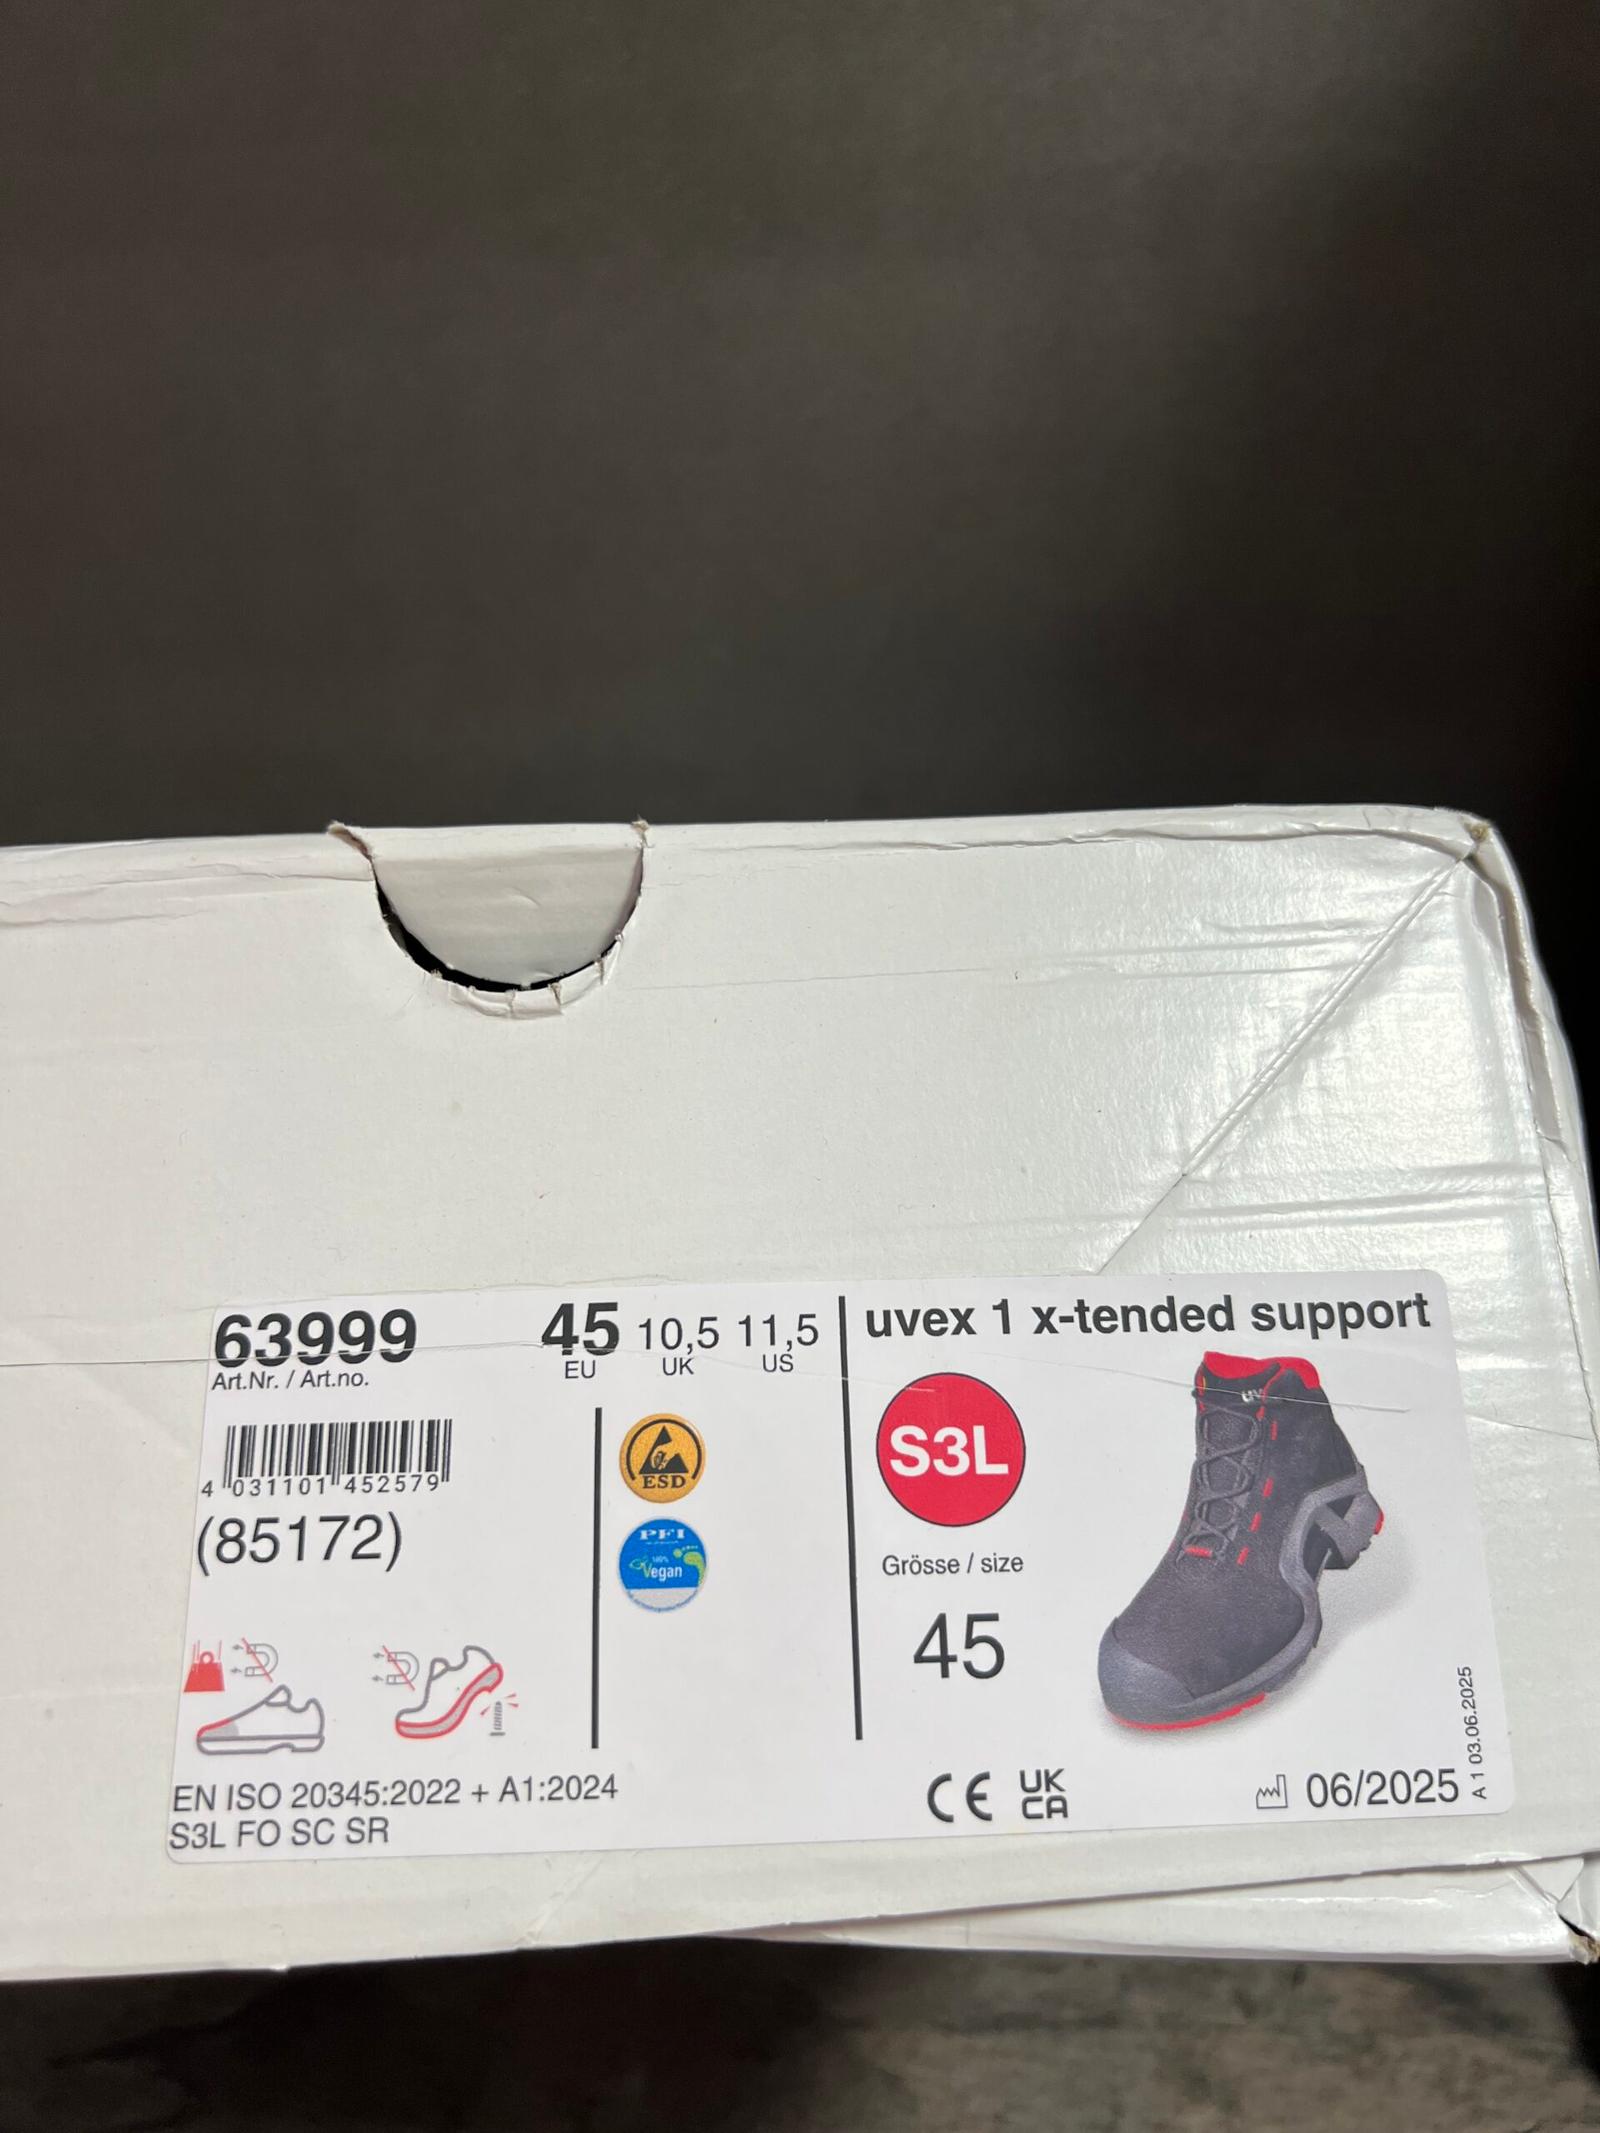 63999
Art.Nr. / Art.no.
45 10,5 11,5
EU UK US
4 031101 452579
(85172)
ESD
PFI
100%
Vegan
EN ISO 20345:2022 + A1:2024
S3L FO SC SR
uvex 1 x-tended support
S3L
uv
Grösse / size
45
CE UK
CA
06/2025
A 1 03.06.2025